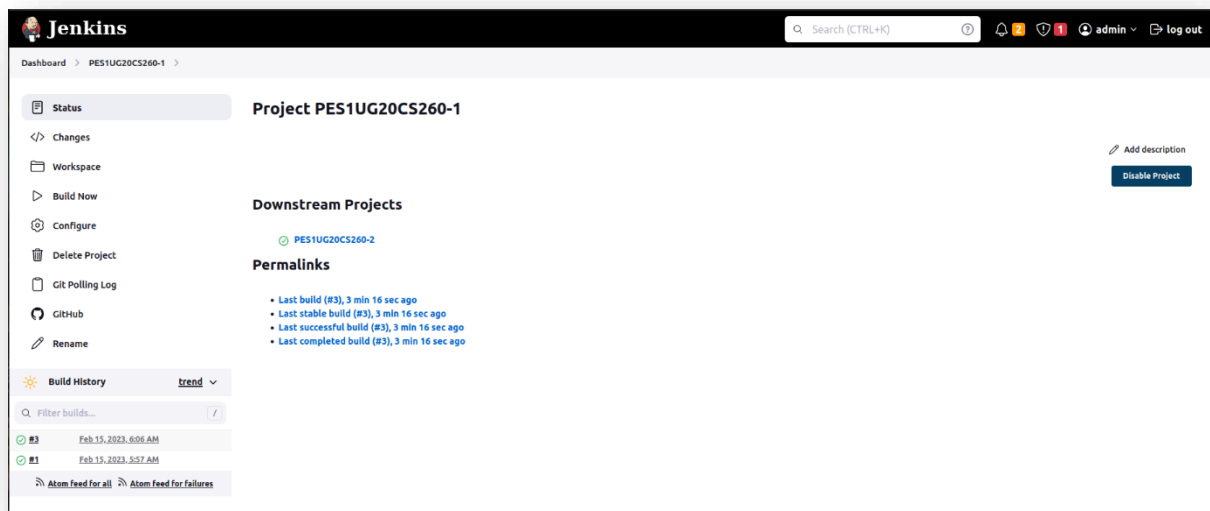 Jenkins
Search (CTRL+K)
2
1
admin
log out
Dashboard > PES1UG20CS260-1 >
Status
Changes
Workspace
Build Now
Configure
Delete Project
Git Polling Log
GitHub
Rename
Build History
trend
Filter builds...
/
#3 Feb 15, 2023, 6:06 AM
#1 Feb 15, 2023, 5:57 AM
Atom feed for all Atom feed for failures
Project PES1UG20CS260-1
Add description
Disable Project
Downstream Projects
PES1UG20CS260-2
Permalinks
• Last build (#3), 3 min 16 sec ago
• Last stable build (#3), 3 min 16 sec ago
• Last successful build (#3), 3 min 16 sec ago
• Last completed build (#3), 3 min 16 sec ago